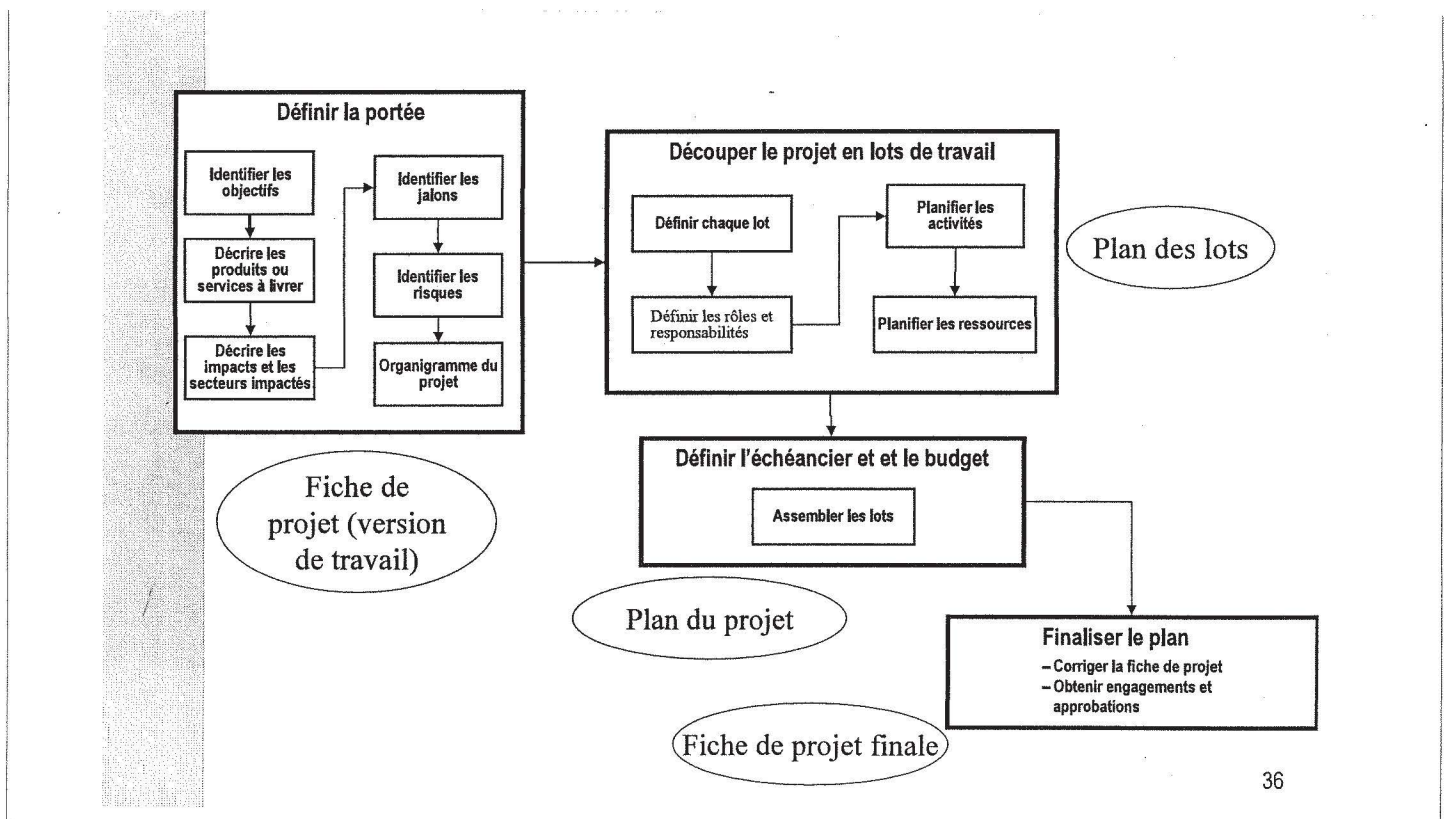 Définir la portée
Identifier les
objectifs
Décrire les
produits ou
services à livrer
Décrire les
impacts et les
secteurs impactés
Identifier les
jalons
Identifier les
risques
Organigramme du
projet
Fiche de
projet (version
de travail)
Découper le projet en lots de travail
Définir chaque lot
Définir les rôles et
responsabilités
Planifier les
activités
Planifier les ressources
Plan des lots
Définir l'échéancier et et le budget
Assembler les lots
Plan du projet
Finaliser le plan
– Corriger la fiche de projet
– Obtenir engagements et
approbations
Fiche de projet finale
36